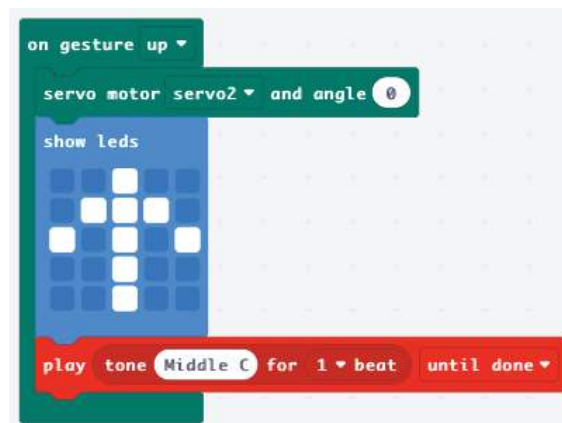 on gesture up
servo motor servo2 and angle 0
show leds
play tone Middle C for 1 beat until done